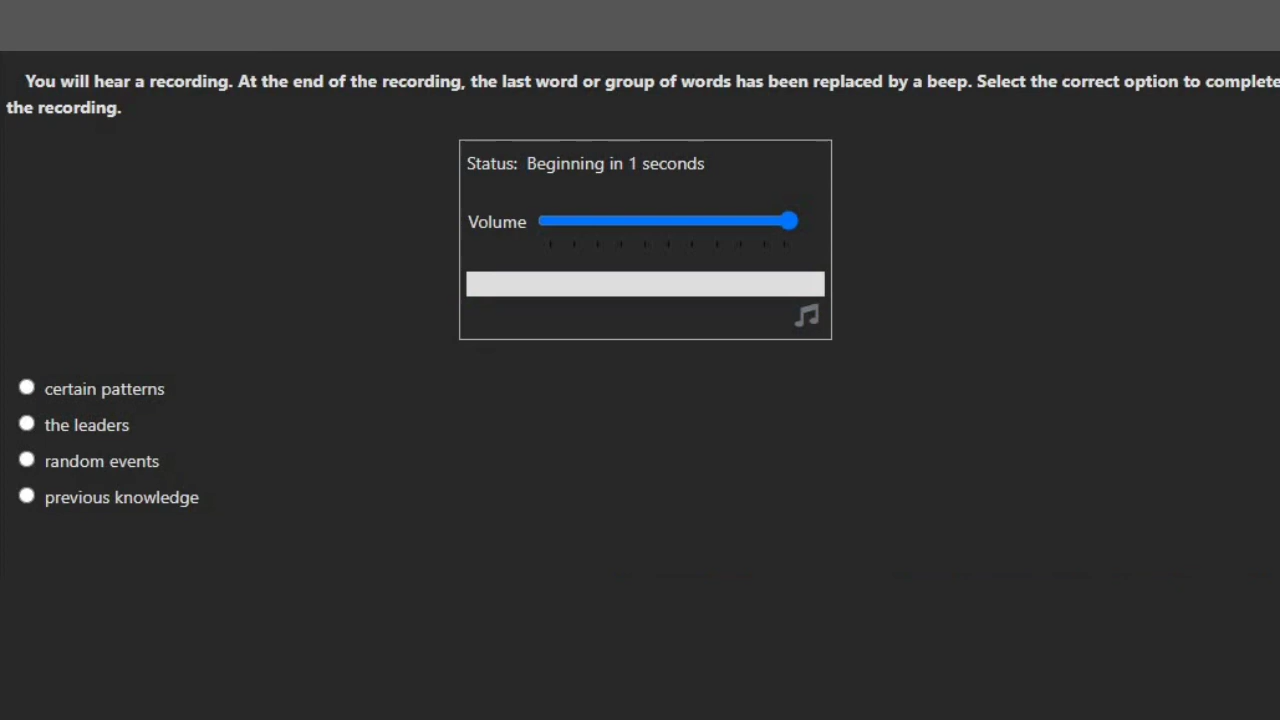 You will hear a recording. At the end of the recording, the last word or group of words has been replaced by a beep. Select the correct option to complete
the recording.
Status: Beginning in 1 seconds
Volume
certain patterns
the leaders
random events
previous knowledge